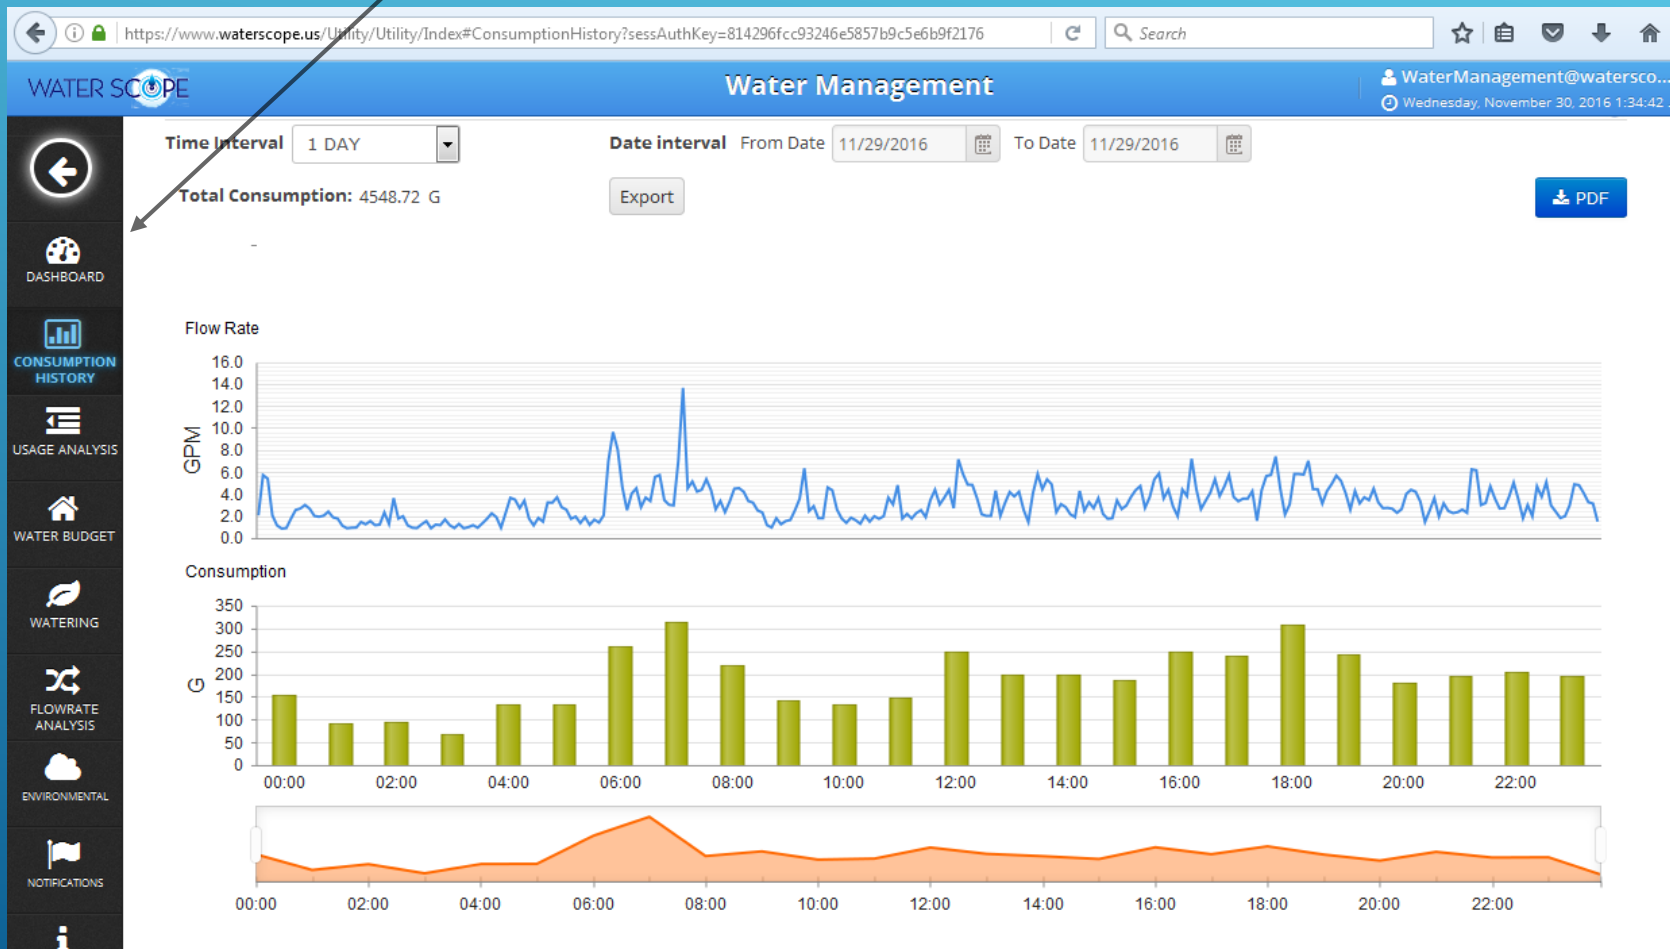 https://www.waterscope.us/Utility/Utility/Index#ConsumptionHistory?sessAuthKey=814296fcc93246e5857b9c5e6b9f2176
Search
WATER SCOPE
Water Management
WaterManagement@watersco...
Wednesday, November 30, 2016 1:34:42
Time Interval 1 DAY Date interval From Date 11/29/2016 To Date 11/29/2016
Total Consumption: 4548.72 G Export PDF
-
DASHBOARD
CONSUMPTION
HISTORY
USAGE ANALYSIS
WATER BUDGET
WATERING
FLOWRATE
ANALYSIS
ENVIRONMENTAL
NOTIFICATIONS
Flow Rate
GPM
16.0
14.0
12.0
10.0
8.0
6.0
4.0
2.0
0.0
Consumption
G
350
300
250
200
150
100
50
0
00:00 02:00 04:00 06:00 08:00 10:00 12:00 14:00 16:00 18:00 20:00 22:00
00:00 02:00 04:00 06:00 08:00 10:00 12:00 14:00 16:00 18:00 20:00 22:00